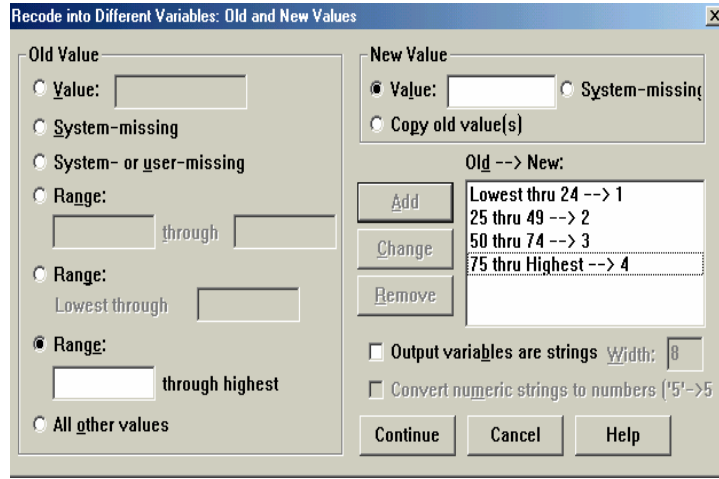 Recode into Different Variables: Old and New Values
Old Value
Value:
System-missing
System- or user-missing
Range:
through
Range:
Lowest through
Range:
through highest
All other values
New Value
Value:
System-missing
Copy old value(s)
Old --> New:
Add
Change
Remove
Lowest thru 24 --> 1
25 thru 49 --> 2
50 thru 74 --> 3
75 thru Highest --> 4
Output variables are strings Width: 8
Convert numeric strings to numbers ('5'->5
Continue Cancel Help